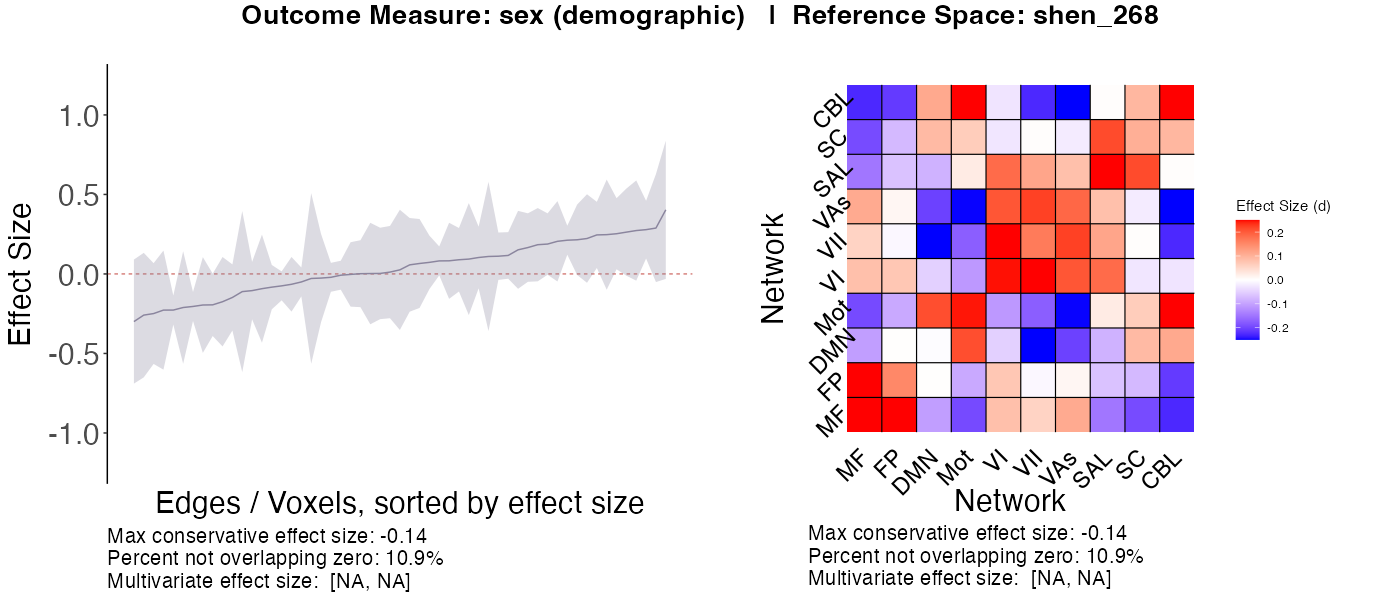 Outcome Measure: sex (demographic) | Reference Space: shen_268
Effect Size
1.0
0.5
0.0
-0.5
-1.0
Edges / Voxels, sorted by effect size
Max conservative effect size: -0.14
Percent not overlapping zero: 10.9%
Multivariate effect size: [NA, NA]
Network
CBL
SC
SAL
VAs
VII
VI
Mot
DMN
FP
MF
MF
FP
DMN
Mot
VI
VII
VAs
SAL
SC
CBL
Network
Max conservative effect size: -0.14
Percent not overlapping zero: 10.9%
Multivariate effect size: [NA, NA]
Effect Size (d)
0.2
0.1
0.0
-0.1
-0.2